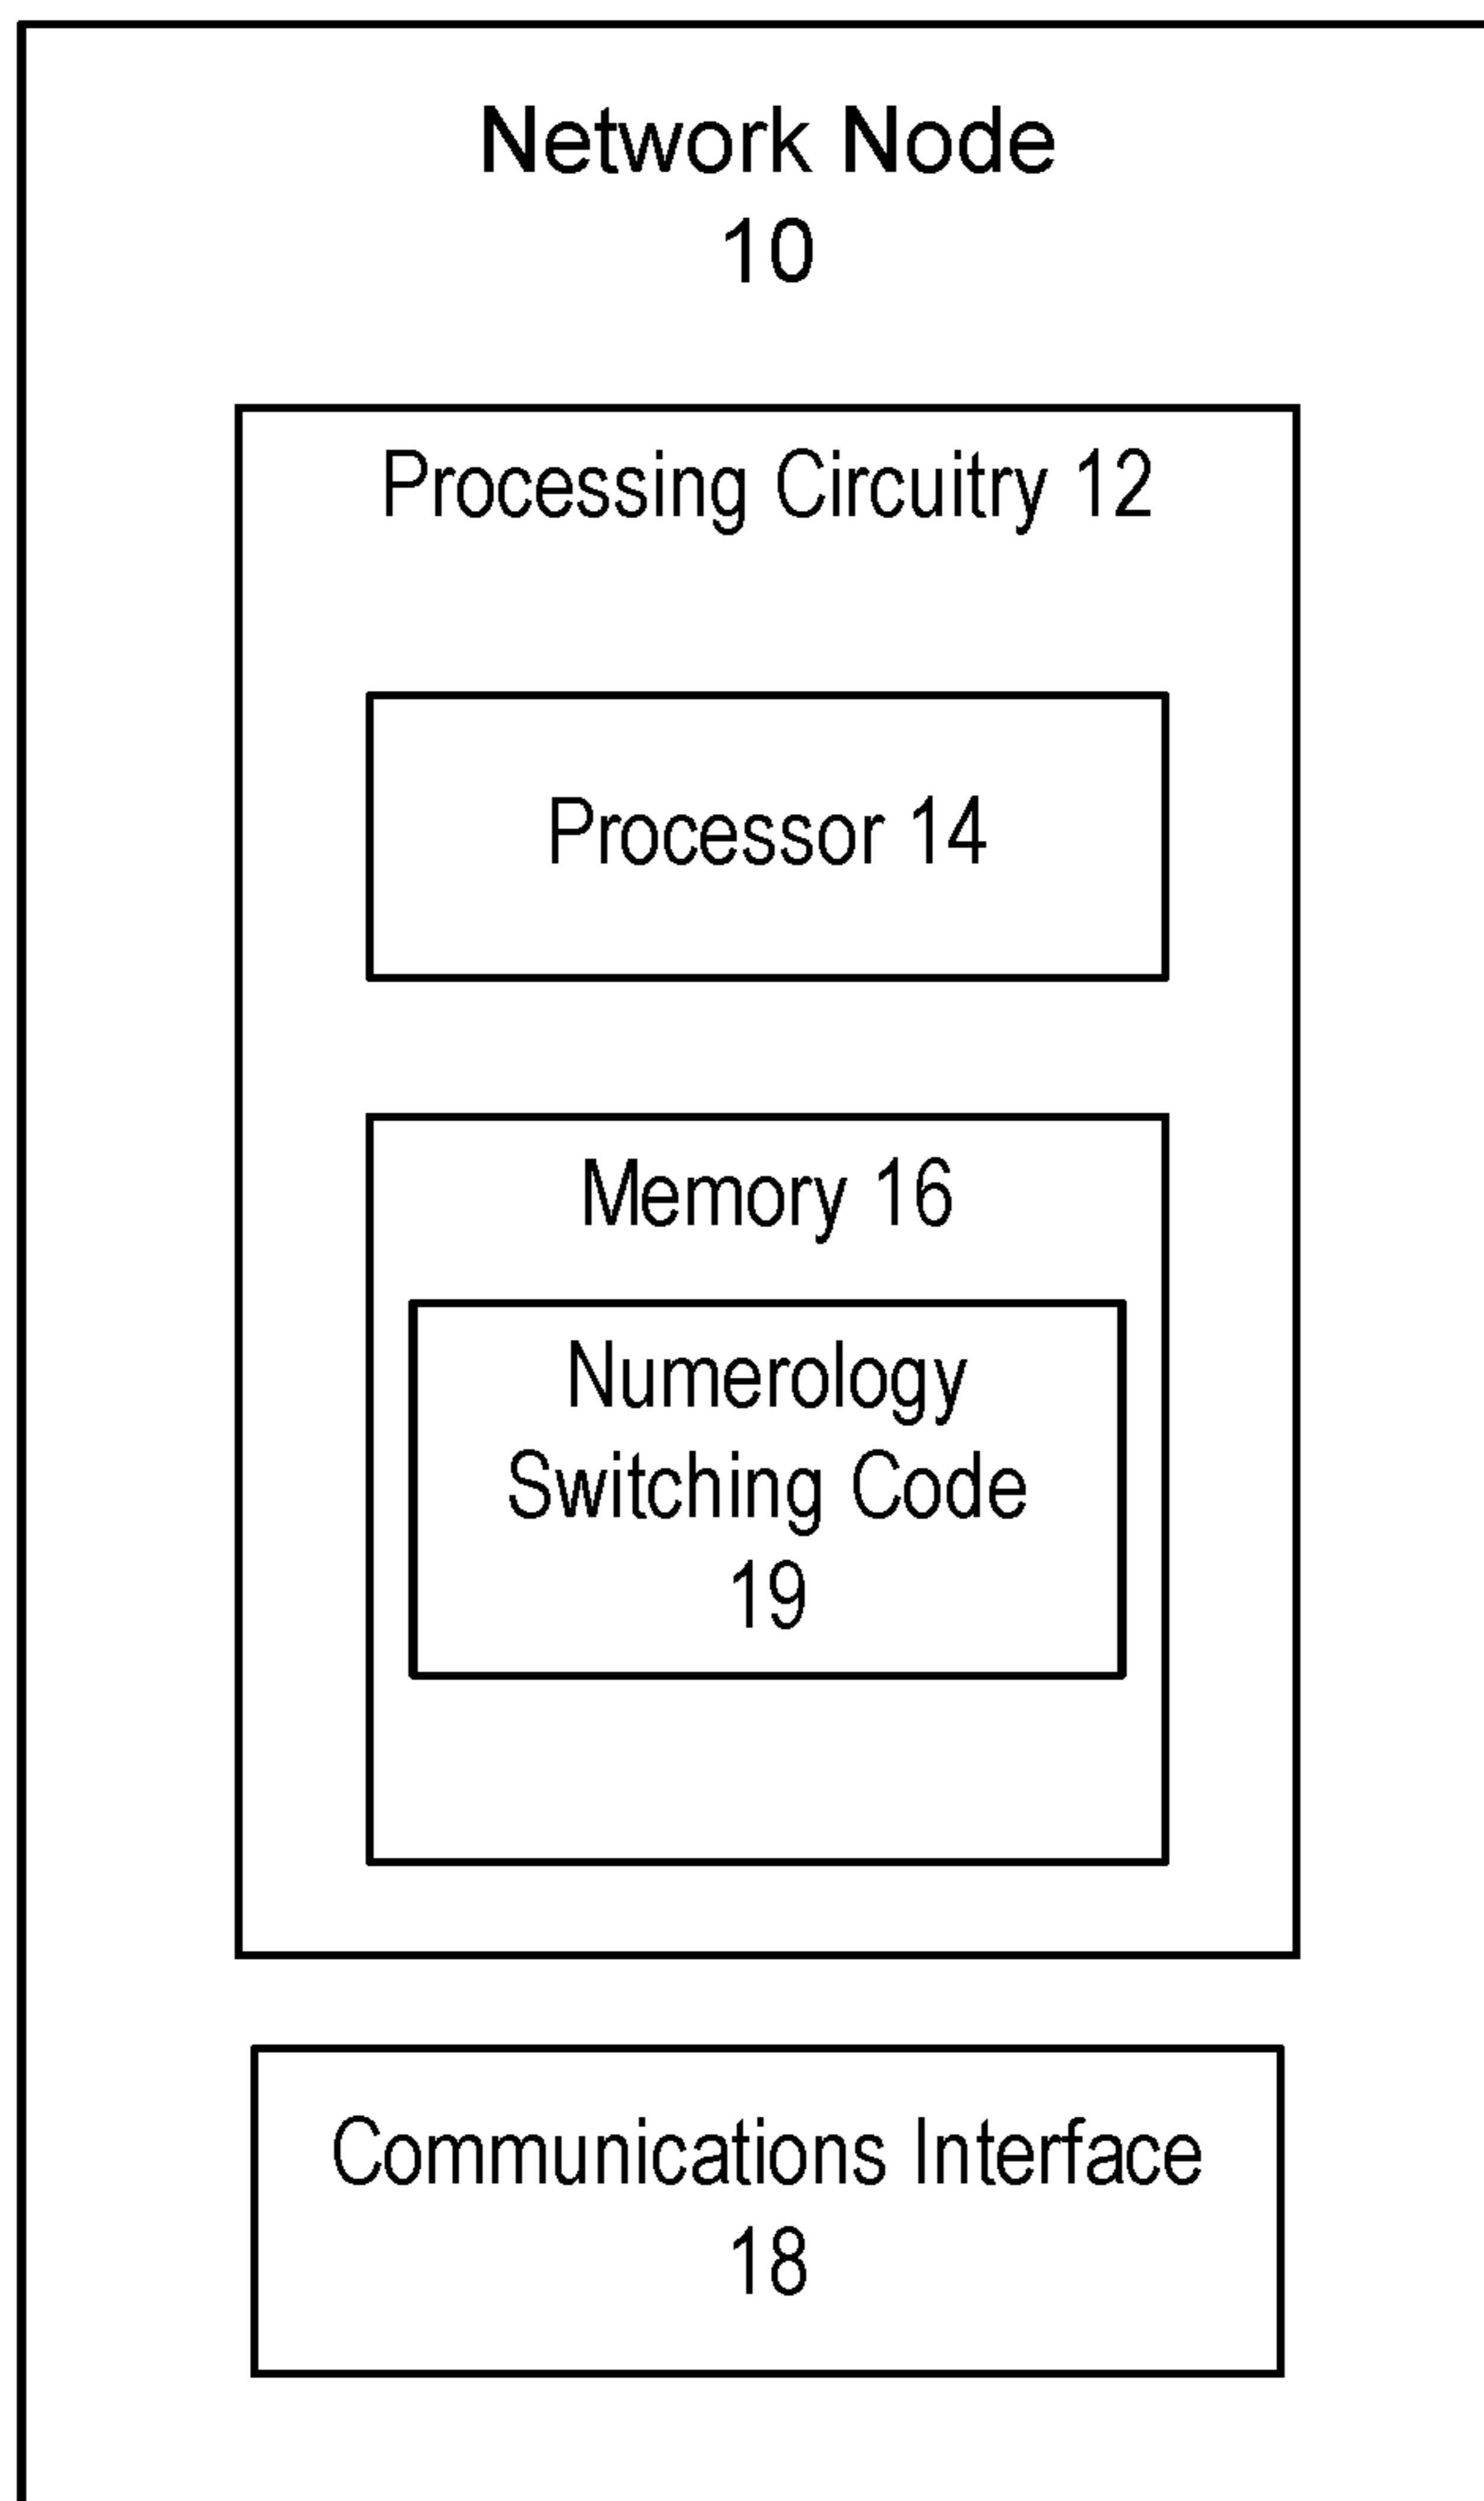 Network Node
10
Processing Circuitry 12
Processor 14
Memory 16
Numerology
Switching Code
19
Communications Interface
18